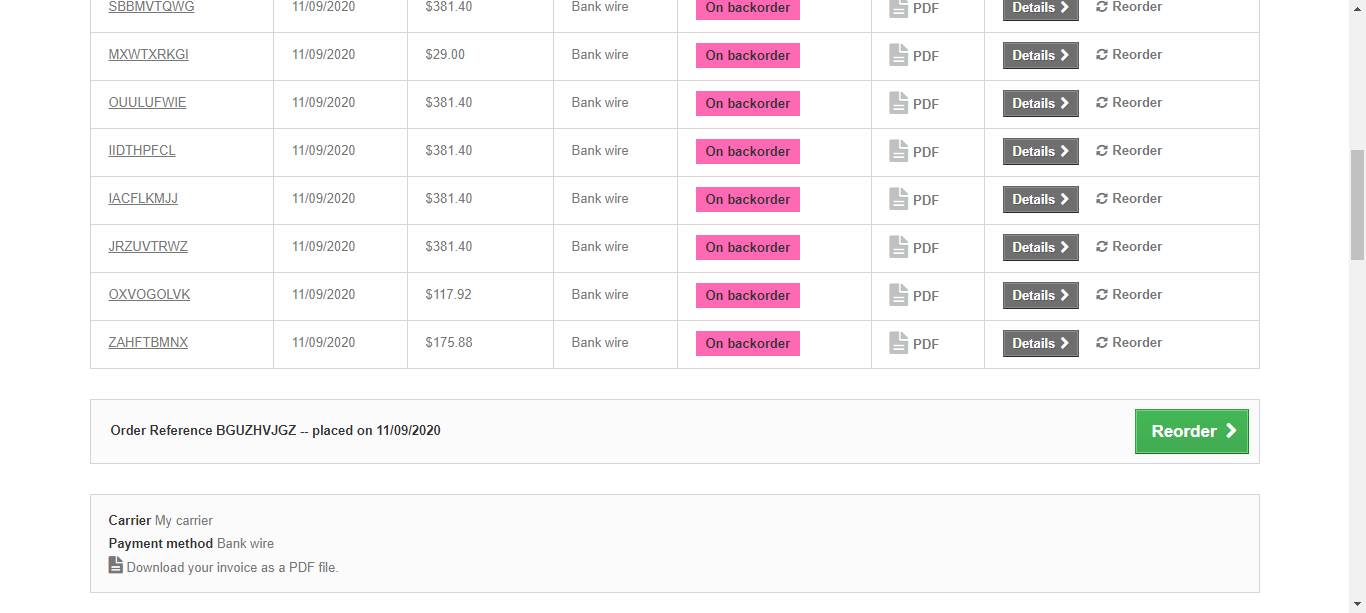 SBBMVTQWG 11/09/2020 $381.40 Bank wire On backorder PDF Details Reorder
MXWTXRKGI 11/09/2020 $29.00 Bank wire On backorder PDF Details Reorder
OUULUFWIE 11/09/2020 $381.40 Bank wire On backorder PDF Details Reorder
IIDTHPFCL 11/09/2020 $381.40 Bank wire On backorder PDF Details Reorder
IACFLKMJJ 11/09/2020 $381.40 Bank wire On backorder PDF Details Reorder
JRZUVTRWZ 11/09/2020 $381.40 Bank wire On backorder PDF Details Reorder
OXVOGOLVK 11/09/2020 $117.92 Bank wire On backorder PDF Details Reorder
ZAHFTBMNX 11/09/2020 $175.88 Bank wire On backorder PDF Details Reorder
Order Reference BGUZHVJGZ -- placed on 11/09/2020 Reorder
Carrier My carrier
Payment method Bank wire
Download your invoice as a PDF file.